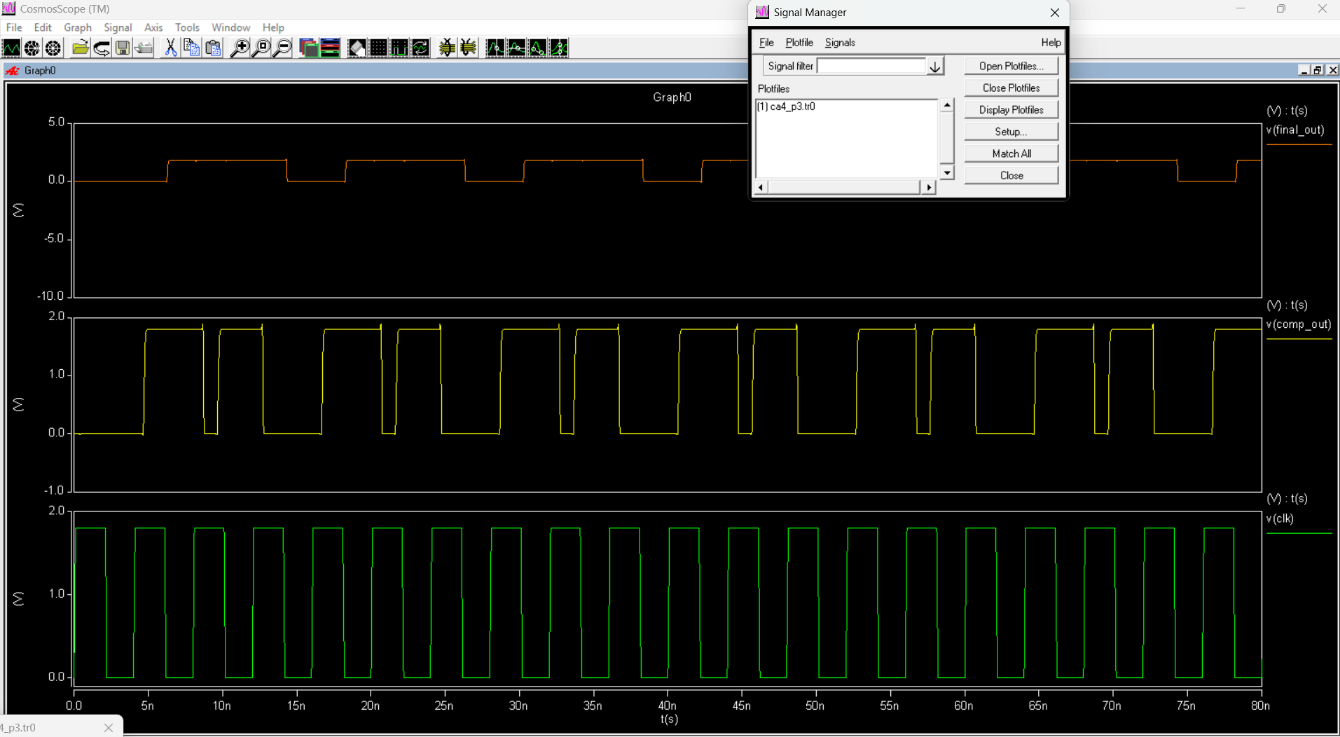 CosmosScope (TM)
File Edit Graph Signal Axis Tools Window Help
Graph0
Signal Manager
File Plotfile Signals Help
Signal filter
Open Plotfiles...
Plotfiles
Close Plotfiles
(1) ca4_p3.tr0
Display Plotfiles
Setup...
Match All
Close
Graph0
(V) : t(s)
v(final_out)
5.0
0.0
(V)
-5.0
-10.0
(V) : t(s)
v(comp_out)
2.0
1.0
(V)
0.0
-1.0
(V) : t(s)
v(clk)
2.0
1.0
(V)
0.0
0.0 5n 10n 15n 20n 25n 30n 35n 40n 45n 50n 55n 60n 65n 70n 75n 80n
t(s)
4_p3.tr0